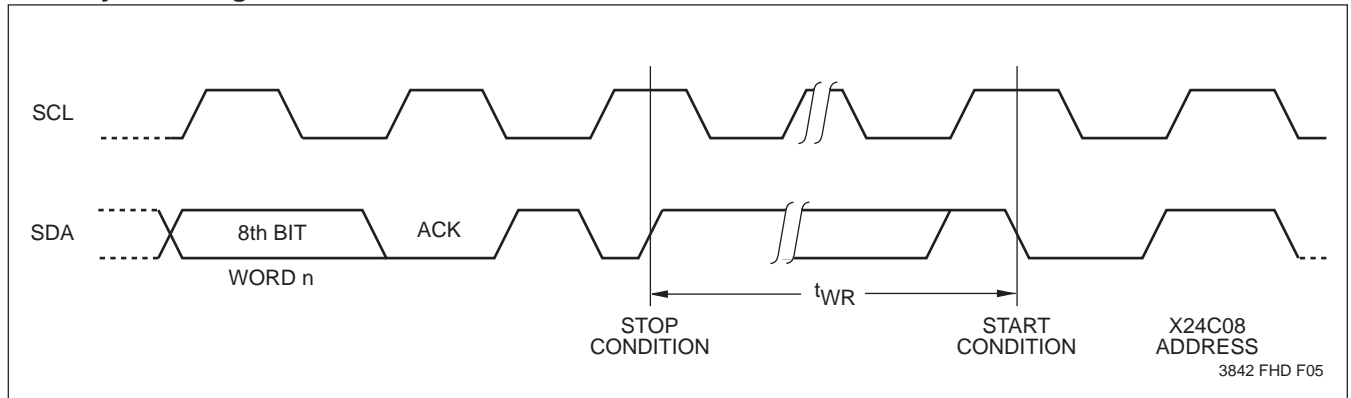 SCL
SDA
8th BIT
ACK
WORD n
tWR
STOP
CONDITION
START
CONDITION
X24C08
ADDRESS
3842 FHD F05